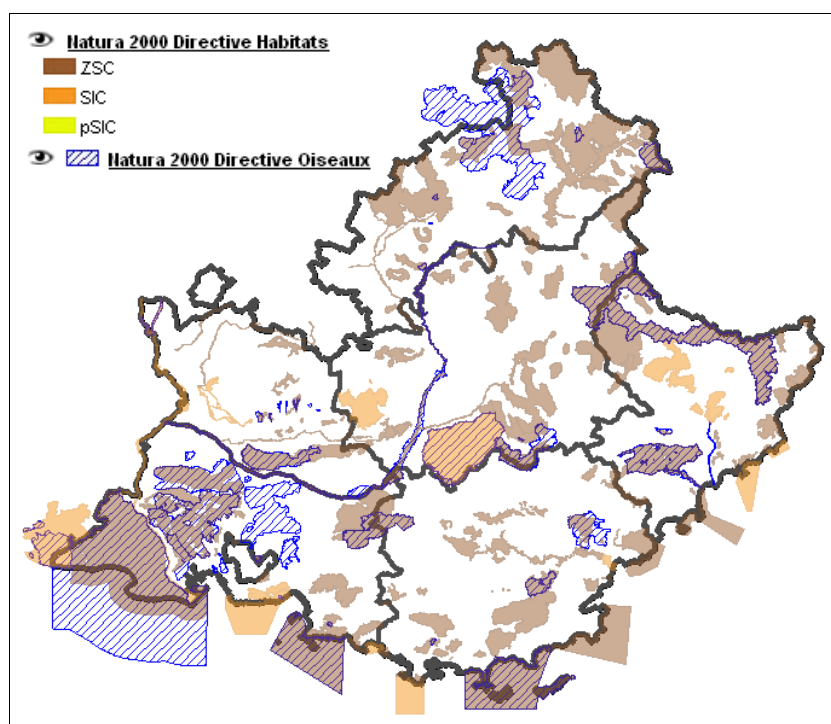 Natura 2000 Directive Habitats
ZSC
SIC
pSIC
Natura 2000 Directive Oiseaux